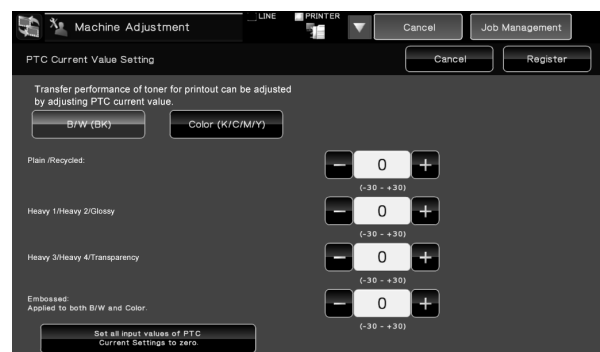 Machine Adjustment
LINE
PRINTER
Cancel
Job Management
PTC Current Value Setting
Cancel
Register
Transfer performance of toner for printout can be adjusted
by adjusting PTC current value.
B/W (BK)
Color (K/C/M/Y)
Plain /Recycled:
0
(-30 - +30)
Heavy 1/Heavy 2/Glossy
0
(-30 - +30)
Heavy 3/Heavy 4/Transparency
0
(-30 - +30)
Embossed:
Applied to both B/W and Color.
0
(-30 - +30)
Set all input values of PTC
Current Settings to zero.